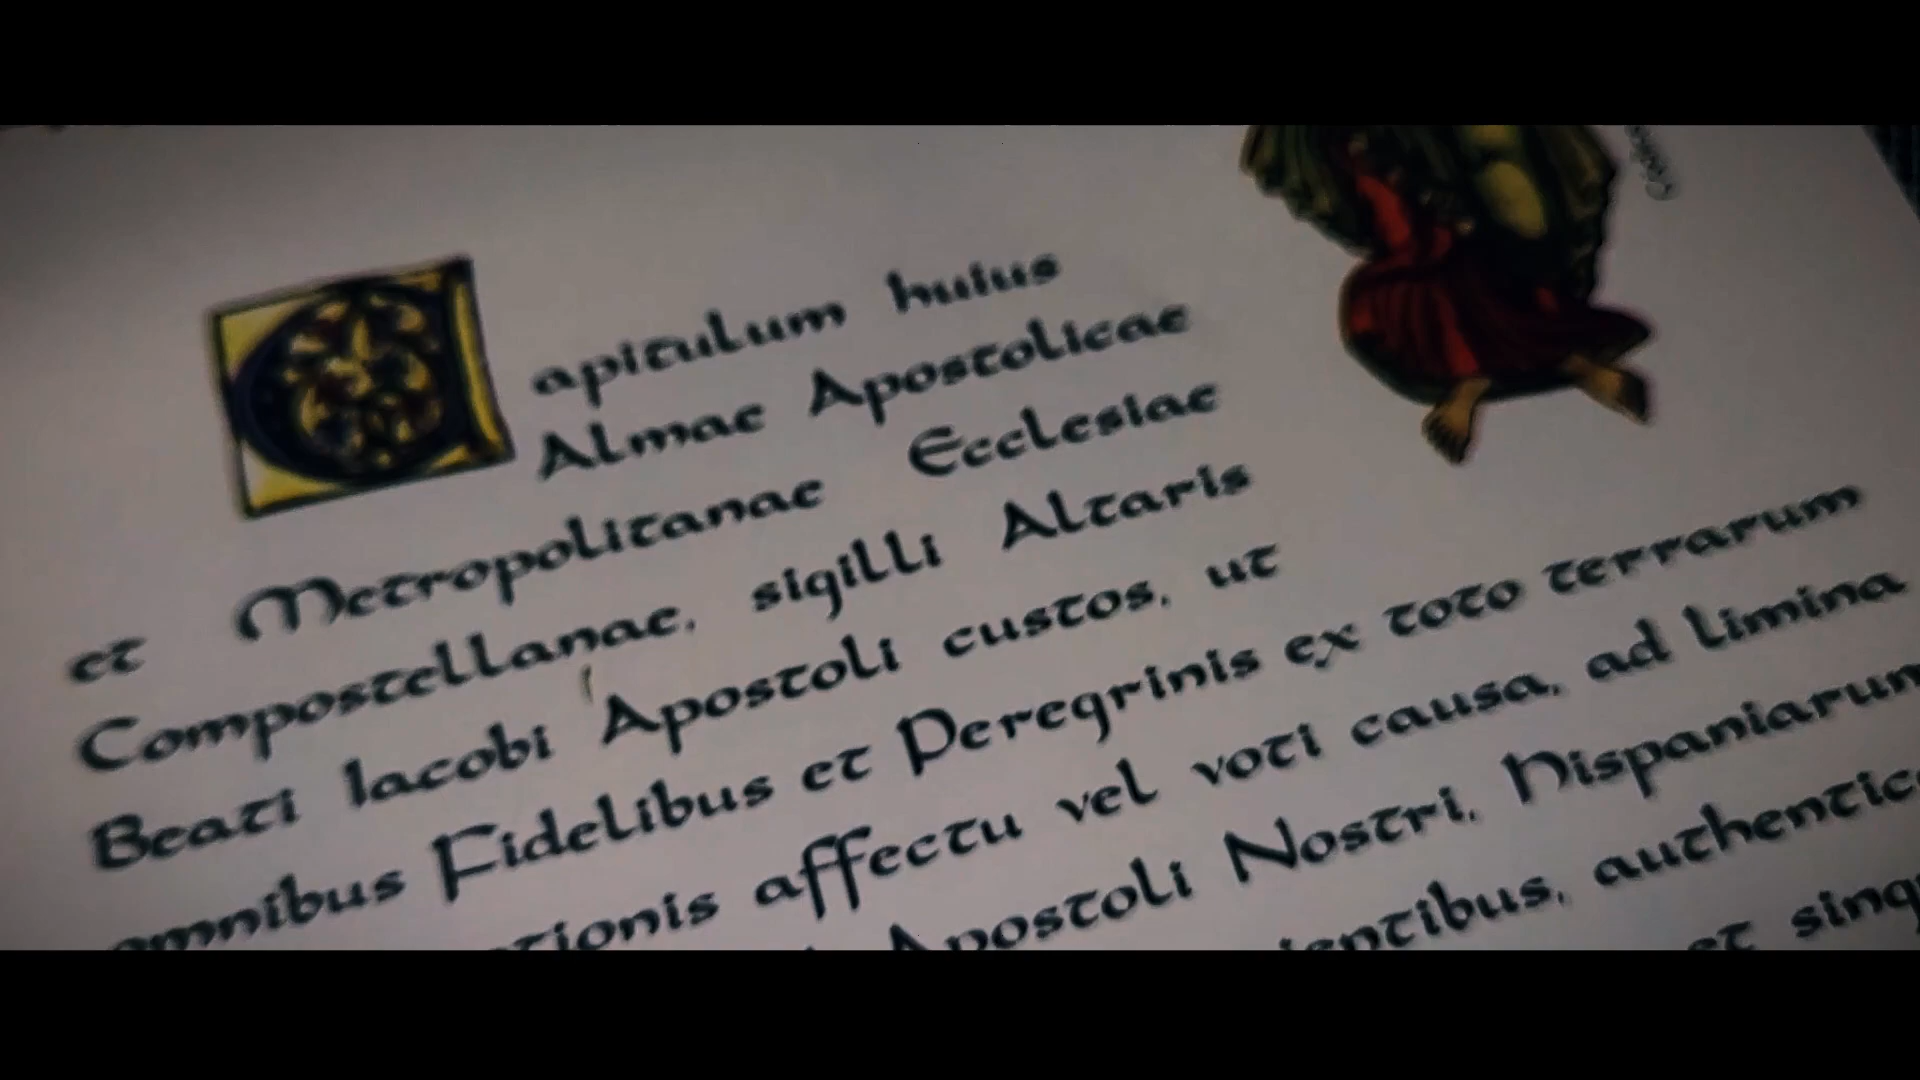 Capitulum huius
Almae Apostolicae
et Metropolitanae Ecclesiae
Compostellanae, sigilli Altaris
Beati Iacobi Apostoli custos, ut
omnibus Fidelibus et Peregrinis ex toto terrarum
affectu vel voti causa, ad limina
Apostoli Nostri, Hispaniarum
et